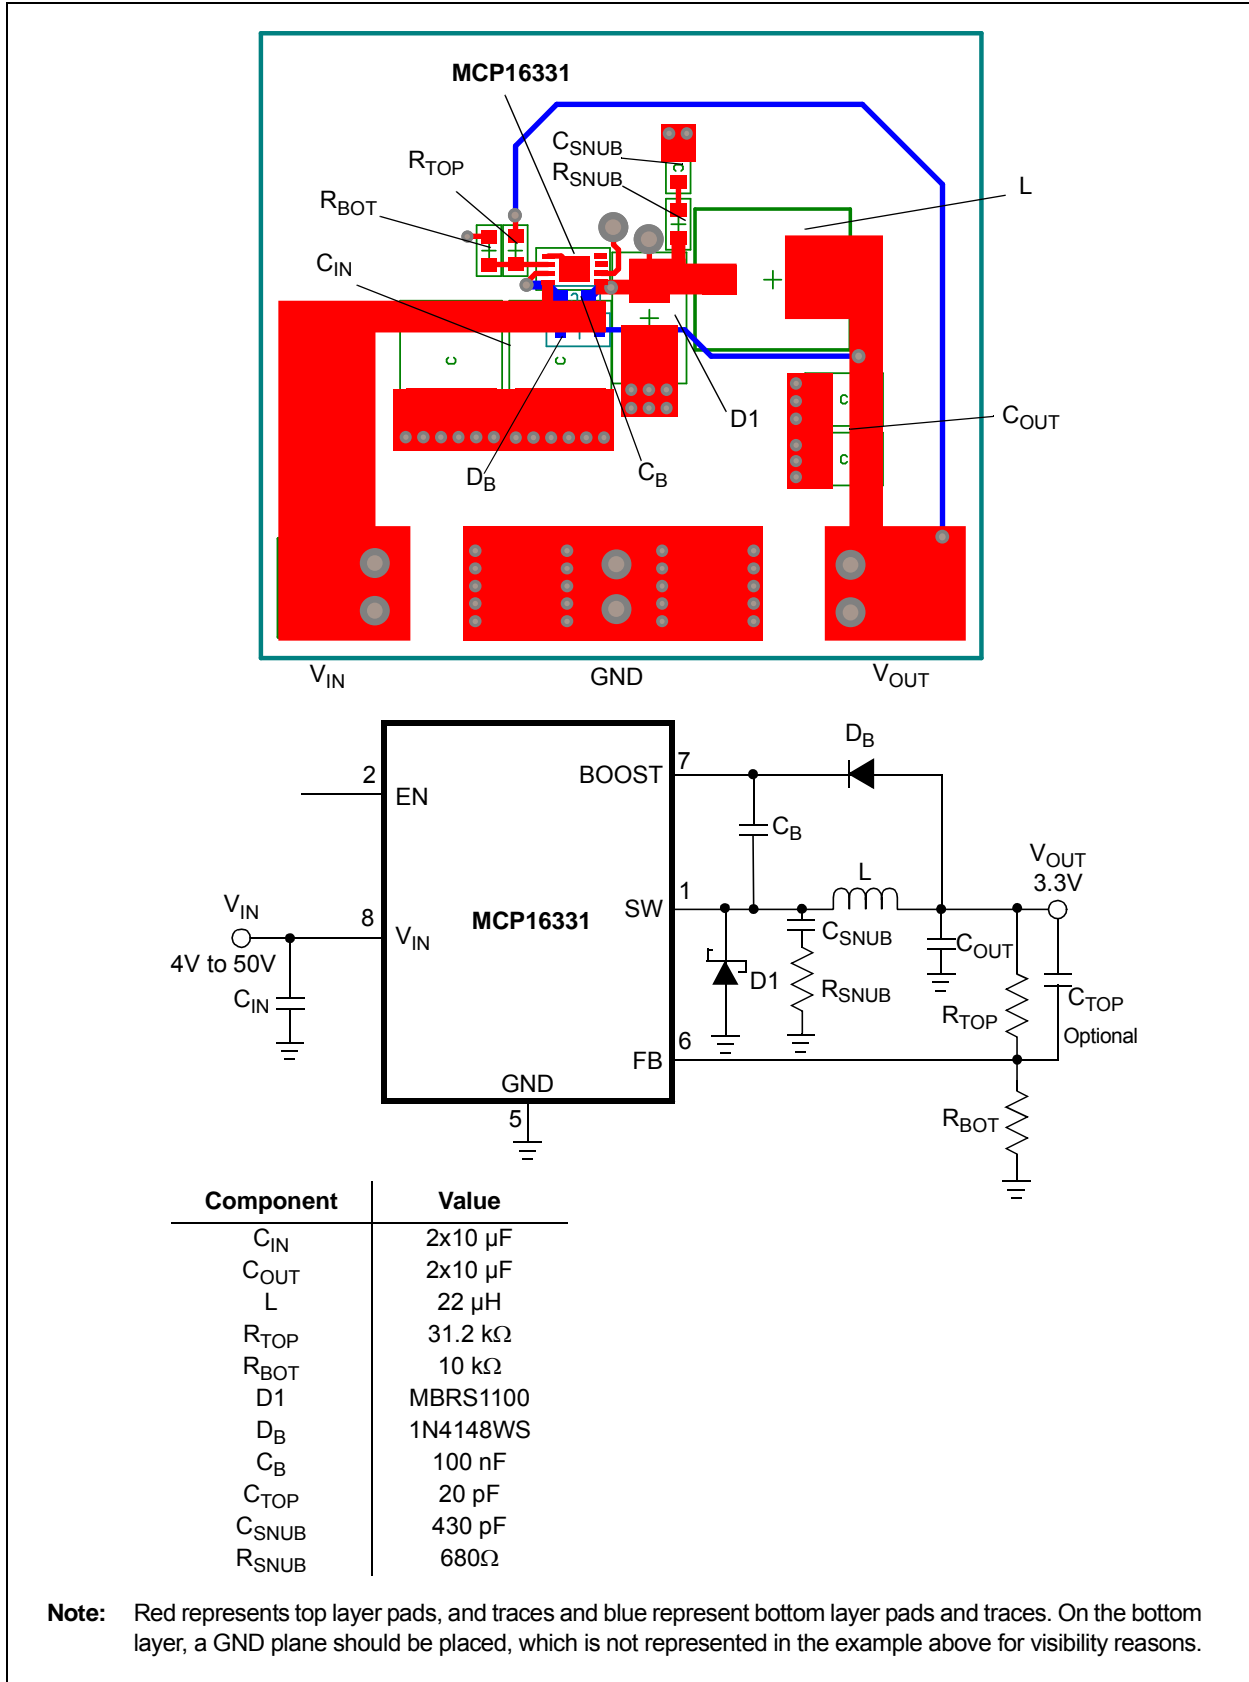 MCP16331
CSNUB
RTOP
RSNUB
L
RBOT
CIN
C
C
C
C
C
C
D1
COUT
DB
CB
VIN
GND
VOUT
DB
7
2
BOOST
EN
CB
VOUT
3.3V
L
1
VIN
8
SW
MCP16331
VIN
4V to 50V
CSNUB
COUT
CIN
D1
RSNUB
CTOP
RTOP
Optional
6
FB
GND
5
RBOT
Component Value
CIN 2x10 µF
COUT 2x10 µF
L 22 µH
RTOP 31.2 kΩ
RBOT 10 kΩ
D1 MBRS1100
DB 1N4148WS
CB 100 nF
CTOP 20 pF
CSNUB 430 pF
RSNUB 680Ω
Note: Red represents top layer pads, and traces and blue represent bottom layer pads and traces. On the bottom
layer, a GND plane should be placed, which is not represented in the example above for visibility reasons.